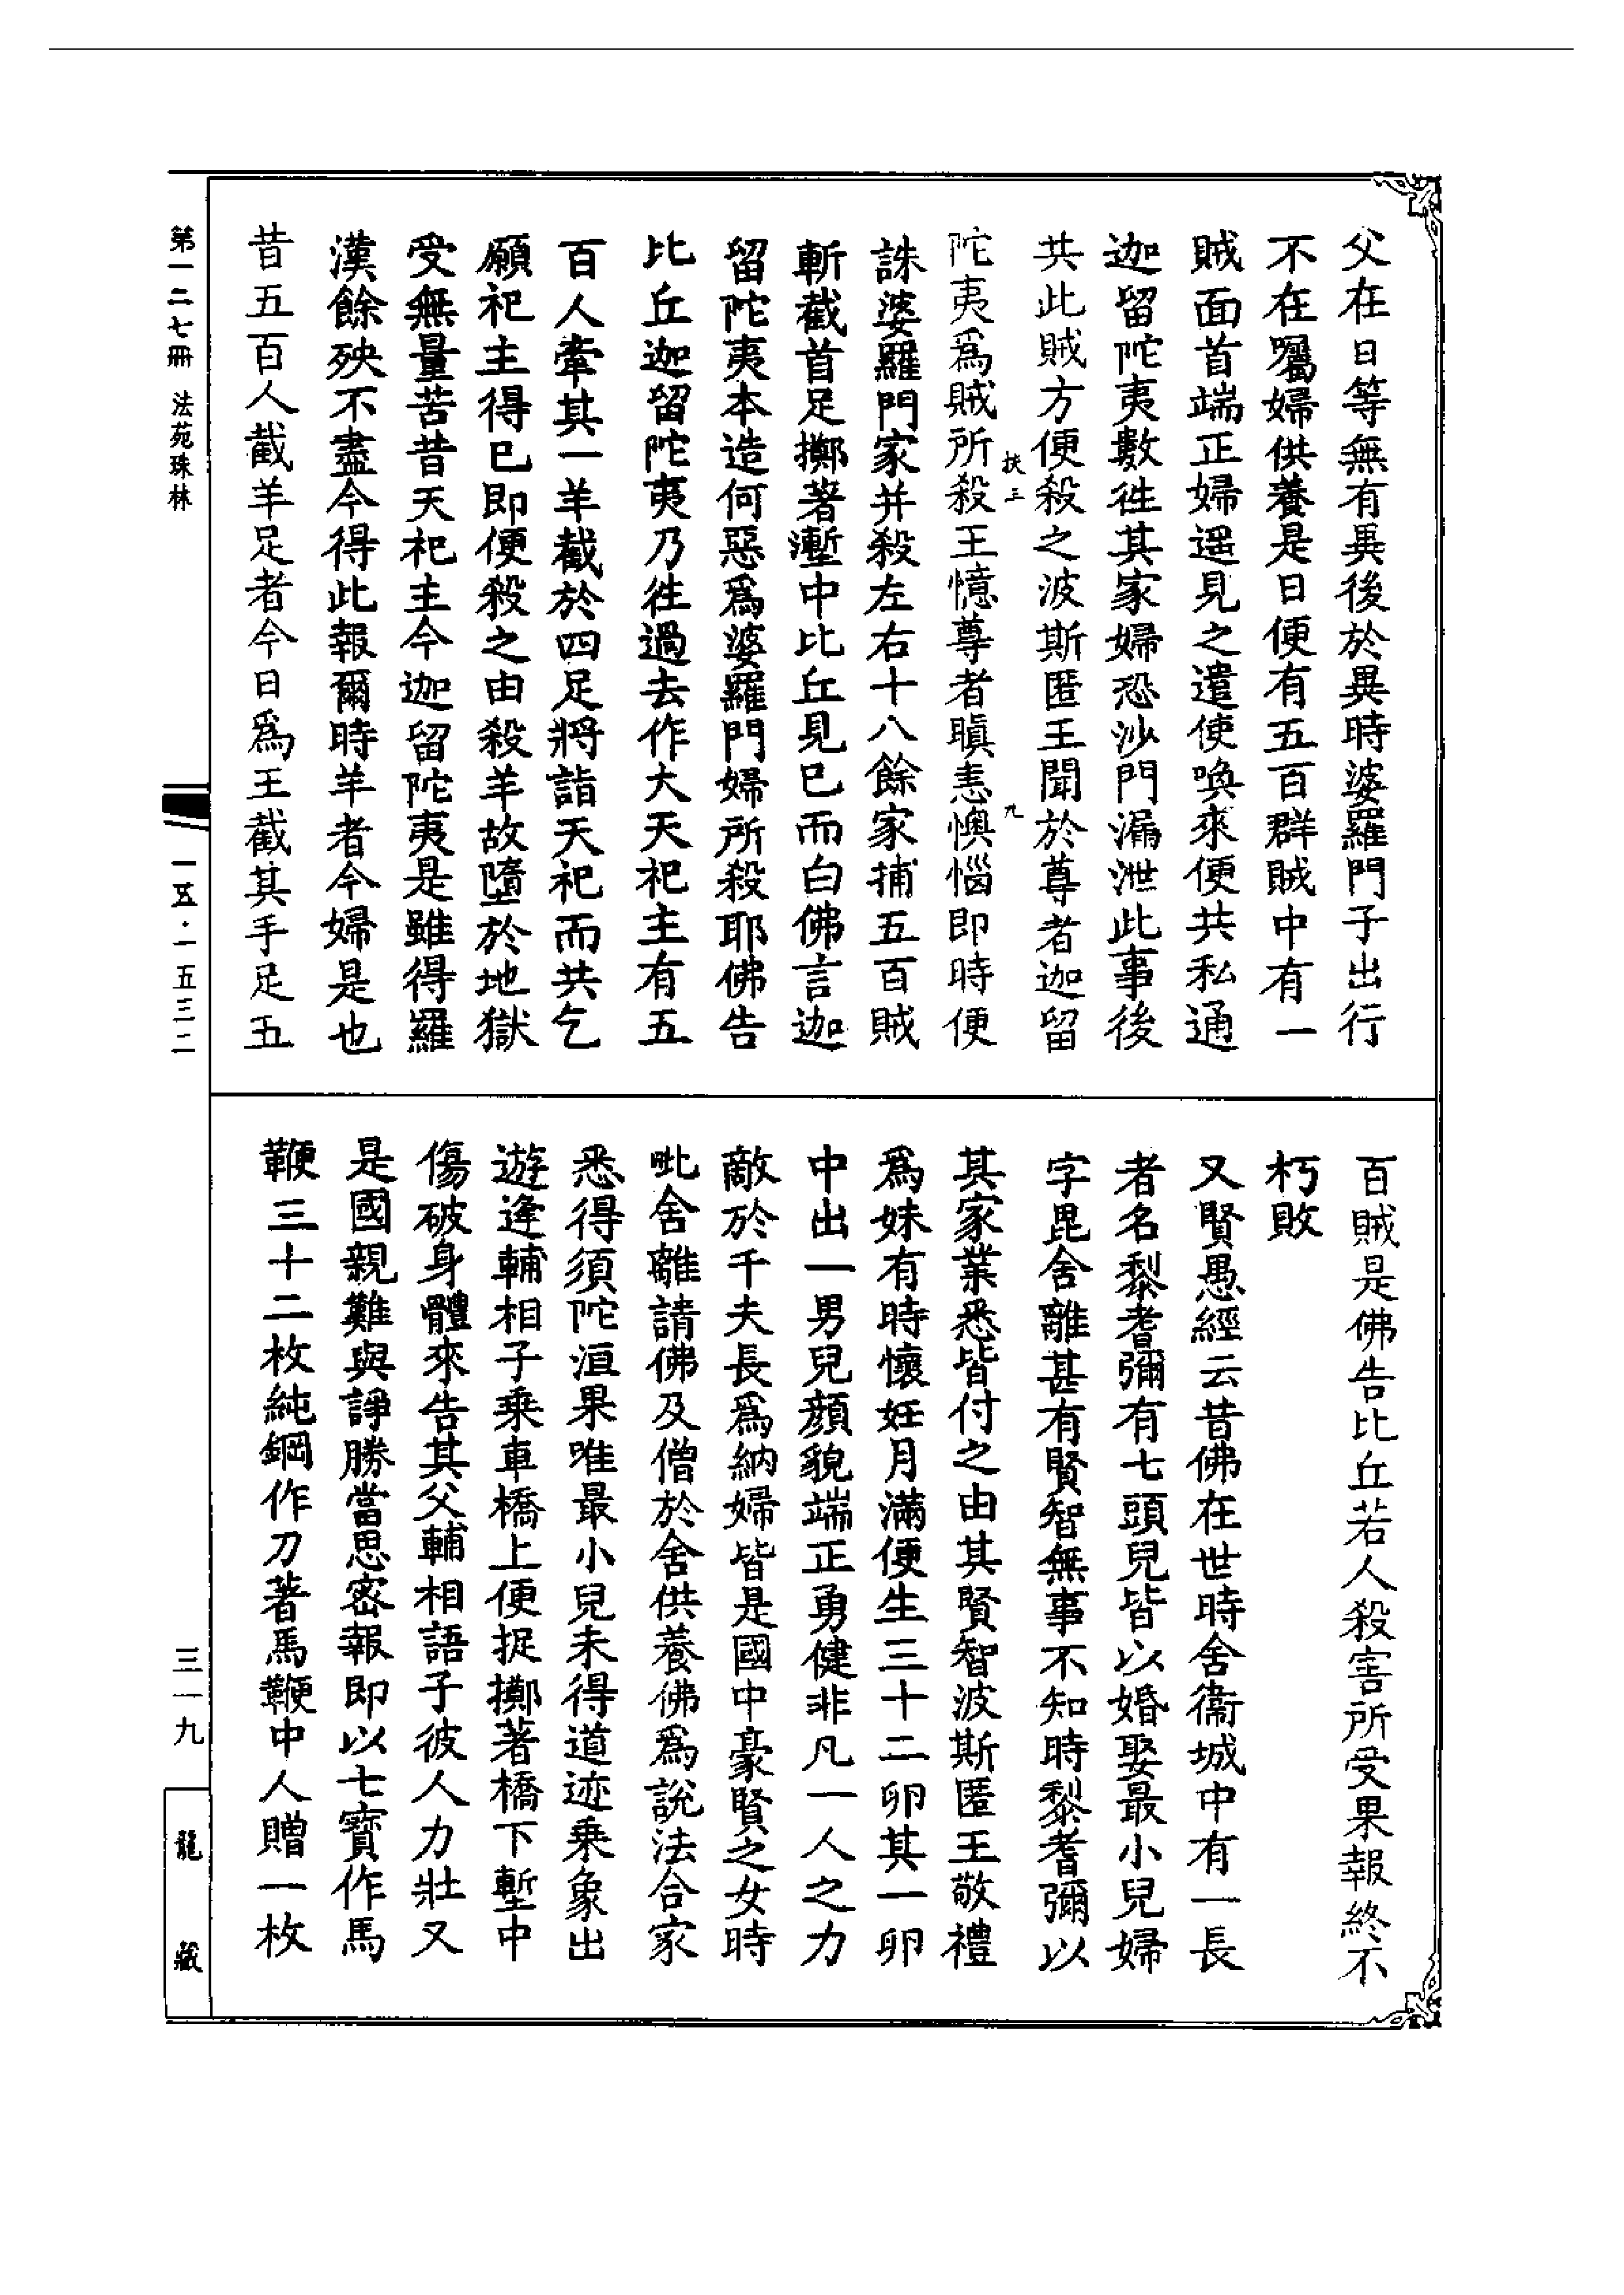 父在日等無有異後於異時婆羅門子出行
不在囑婦供養是日便有五百群賊中有一
賊面首端正婦遥見之遣使喚來便共私通
迦留陀夷數往其家婦恐沙門漏泄此事後
共此賊方便殺之波斯匿王聞於尊者迦留
扶三
九
陀夷爲賊所殺王憶尊者瞋恚懊惱即時便
誅婆羅門家并殺左右十八餘家捕五百賊
斬截首足擲著壍中比丘見已而白佛言迦
留陀夷本造何惡爲婆羅門婦所殺耶佛告
比丘迦留陀夷乃往過去作大天祀主有五
百人牽其一羊截於四足將詣天祀而共乞
願祀主得已即便殺之由殺羊故墮於地獄
受無量苦昔天祀主今迦留陀夷是雖得羅
漢餘殃不盡今得此報爾時羊者今婦是也
昔五百人截羊足者今日爲王截其手足五
百賊是佛告比丘若人殺害所受果報終不
朽敗
又賢愚經云昔佛在世時舍衞城中有一長
者名黎耆彌有七頭兒皆以婚娶最小兒婦
字毘舍離甚有賢智無事不知時黎耆彌以
其家業悉皆付之由其賢智波斯匿王敬禮
爲妹有時懷妊月滿便生三十二卵其一卵
中出一男兒顏貌端正勇健非凡一人之力
敵於千夫長爲納婦皆是國中豪賢之女時
毗舍離請佛及僧於舍供養佛爲說法合家
悉得須陀洹果唯最小兒未得道迹乗象出
遊逢輔相子乗車橋上便捉擲著橋下塹中
傷破身體來告其父輔相語子彼人力壯又
是國親難與諍勝當思密報即以七寶作馬
鞭三十二枚純鋼作刀著馬鞭中人贈一枚
第一二七冊 法苑珠林
一五·一五三二
三一九
龍藏